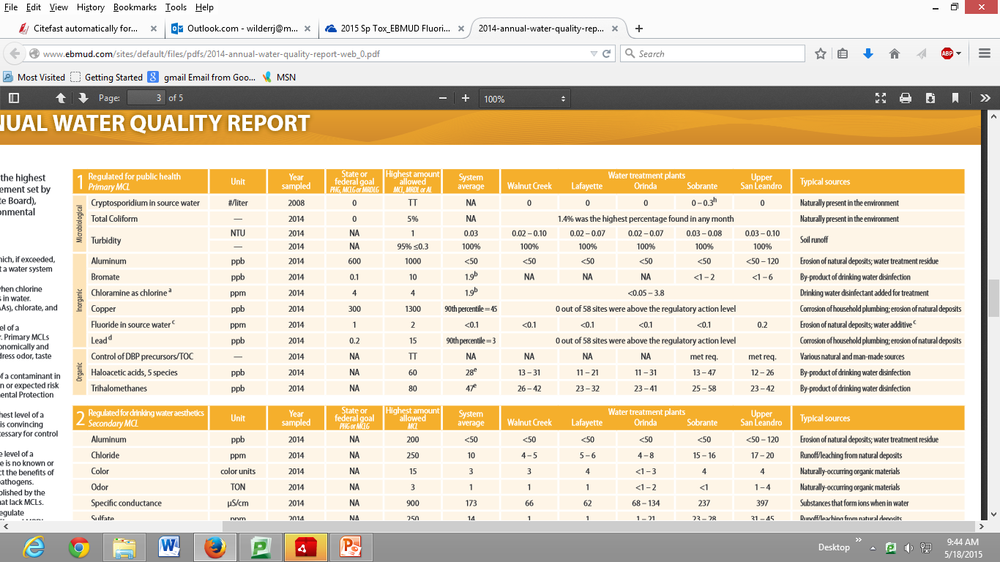 File Edit View History Bookmarks Tools Help
Citefast automatically for... × Outlook.com - wilderrj@m... × 2015 Sp Tox_EBMUD Fluori... × 2014-annual-water-quality-rep... × +
www.ebmud.com/sites/default/files/pdfs/2014-annual-water-quality-report-web_0.pdf Search ABP
Most Visited Getting Started gmail Email from Goo... MSN
Page: 3 of 5 100%
NUAL WATER QUALITY REPORT
the highest
ement set by
te Board),
onmental
hich, if exceeded,
t a water system
hen chlorine
s in water.
AAs), chlorate, and
el of a
r. Primary MCLs
onomically and
dress odor, taste
of a contaminant in
n or expected risk
mental Protection
hest level of a
is convincing
essary for control
e level of a
e is no known or
ct the benefits of
pathogens.
blished by the
hat lack MCLs.
egulate
1 Regulated for public health Primary MCL Unit Year sampled State or federal goal PHG, MCLG or MRDLG Highest amount allowed MCL, MRDL or AL System average Water treatment plants Walnut Creek Lafayette Orinda Sobrante Upper San Leandro Typical sources
Microbiological
Cryptosporidium in source water #/liter 2008 0 TT NA 0 0 0 0 – 0.3h 0 Naturally present in the environment
Total Coliform — 2014 0 5% NA 1.4% was the highest percentage found in any month Naturally present in the environment
Turbidity NTU 2014 NA 1 0.03 0.02 – 0.10 0.02 – 0.07 0.02 – 0.07 0.03 – 0.08 0.03 – 0.10 Soil runoff
— 2014 NA 95% ≤0.3 100% 100% 100% 100% 100% 100%
Inorganic
Aluminum ppb 2014 600 1000 <50 <50 <50 <50 <50 <50 – 120 Erosion of natural deposits; water treatment residue
Bromate ppb 2014 0.1 10 1.9b NA NA NA <1 – 2 <1 – 6 By-product of drinking water disinfection
Chloramine as chlorine a ppm 2014 4 4 1.9b <0.05 – 3.8 Drinking water disinfectant added for treatment
Copper ppb 2014 300 1300 90th percentile = 45 0 out of 58 sites were above the regulatory action level Corrosion of household plumbing; erosion of natural deposits
Fluoride in source water c ppm 2014 1 2 <0.1 <0.1 <0.1 <0.1 <0.1 0.2 Erosion of natural deposits; water additive c
Lead d ppb 2014 0.2 15 90th percentile = 3 0 out of 58 sites were above the regulatory action level Corrosion of household plumbing; erosion of natural deposits
Organic
Control of DBP precursors/TOC — 2014 NA TT NA NA NA NA met req. met req. Various natural and man-made sources
Haloacetic acids, 5 species ppb 2014 NA 60 28e 13 – 31 11 – 21 11 – 31 13 – 47 12 – 26 By-product of drinking water disinfection
Trihalomethanes ppb 2014 NA 80 47e 26 – 42 23 – 32 23 – 41 25 – 58 23 – 42 By-product of drinking water disinfection
2 Regulated for drinking water aesthetics Secondary MCL Unit Year sampled State or federal goal PHG or MCLG Highest amount allowed MCL System average Water treatment plants Walnut Creek Lafayette Orinda Sobrante Upper San Leandro Typical sources
Aluminum ppb 2014 NA 200 <50 <50 <50 <50 <50 <50 – 120 Erosion of natural deposits; water treatment residue
Chloride ppm 2014 NA 250 10 4 – 5 5 – 6 4 – 8 15 – 16 17 – 20 Runoff/leaching from natural deposits
Color color units 2014 NA 15 3 3 4 <1 – 3 4 4 Naturally-occurring organic materials
Odor TON 2014 NA 3 1 1 1 <1 – 2 <1 1 – 4 Naturally-occurring organic materials
Specific conductance µS/cm 2014 NA 900 173 66 62 68 – 134 237 397 Substances that form ions when in water
Sulfate ppm 2014 NA 250 14 1 1 1 – 21 23 – 28 31 – 45 Runoff/leaching from natural deposits
Desktop 9:44 AM
5/18/2015